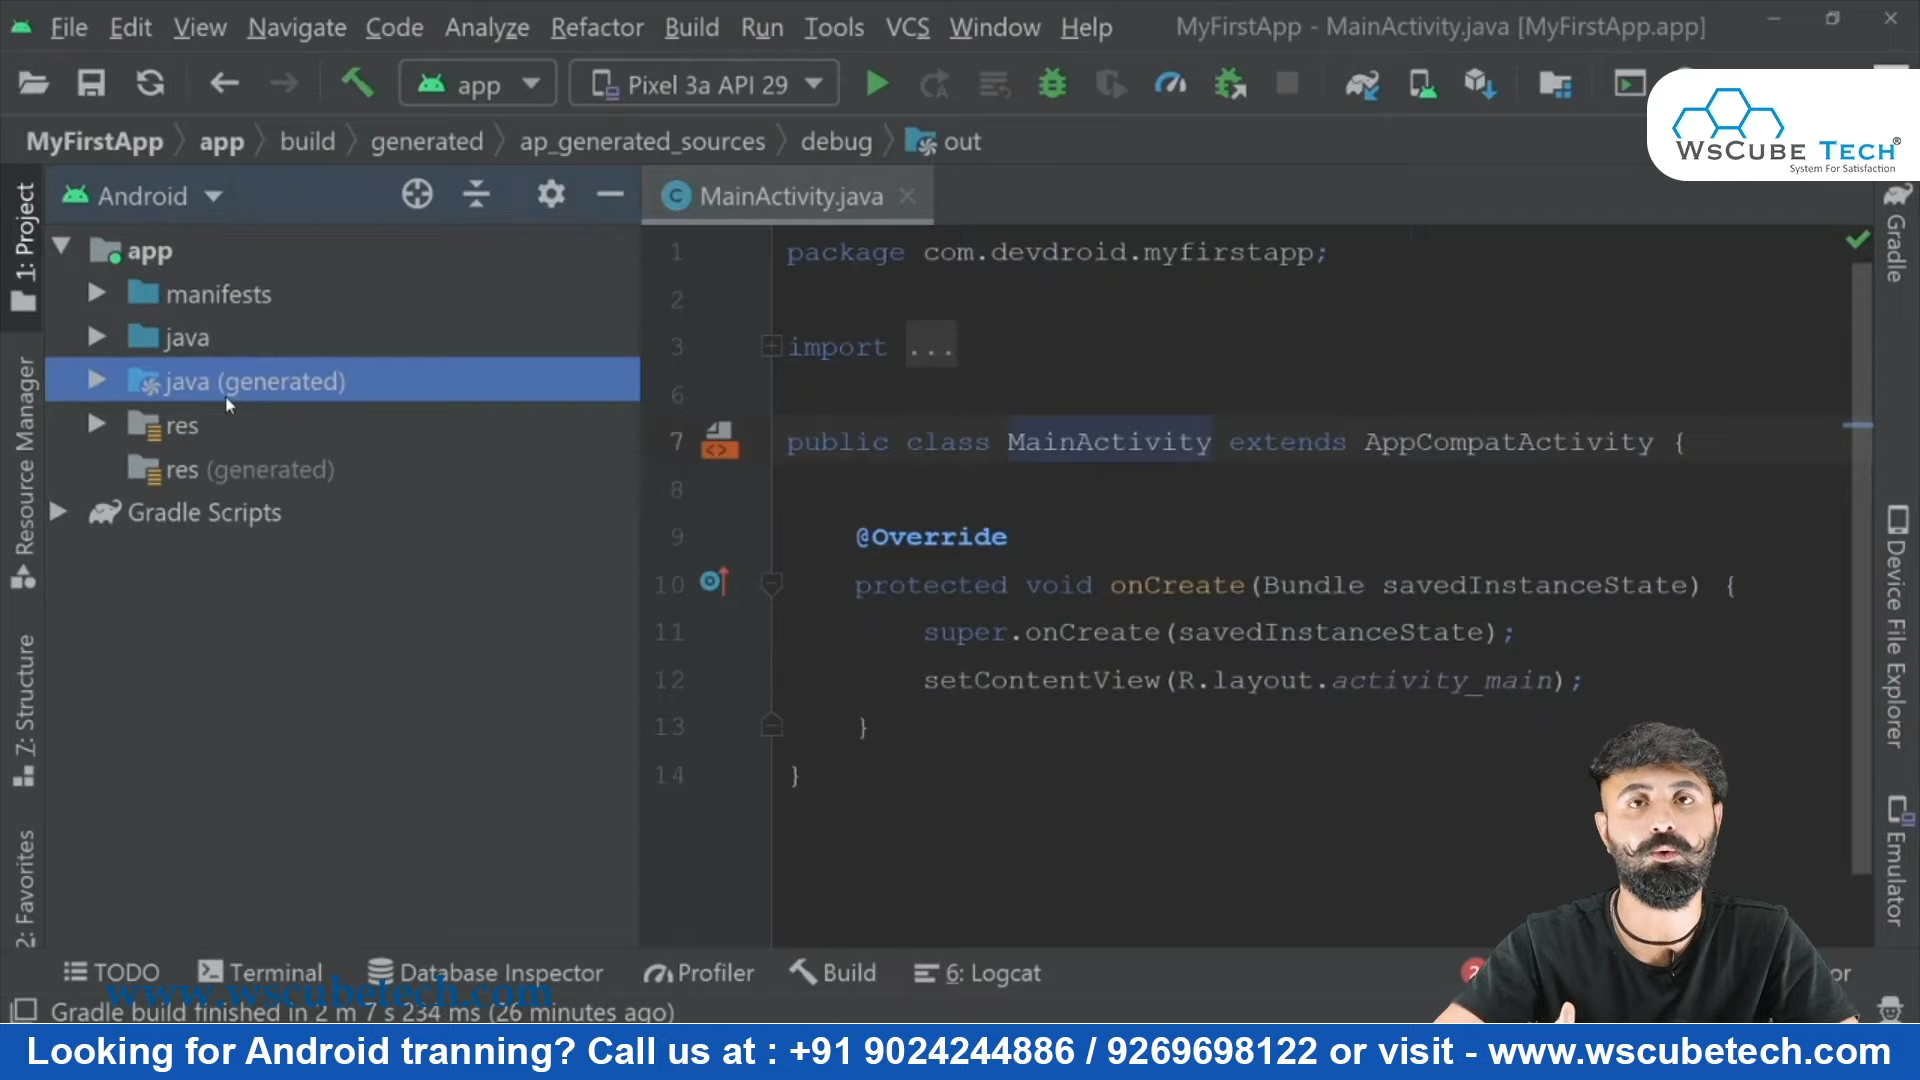 File Edit View Navigate Code Analyze Refactor Build Run Tools VCS Window Help MyFirstApp - MainActivity.java [MyFirstApp.app]
app Pixel 3a API 29
WsCube Tech®
System For Satisfaction
MyFirstApp app build generated ap_generated_sources debug out
1: Project
Resource Manager
Z: Structure
2: Favorites
Android
app
manifests
java
java (generated)
res
res (generated)
Gradle Scripts
MainActivity.java
1 package com.devdroid.myfirstapp;
2
3 import ...
6
7 public class MainActivity extends AppCompatActivity {
8
9 @Override
10 protected void onCreate(Bundle savedInstanceState) {
11 super.onCreate(savedInstanceState);
12 setContentView(R.layout.activity_main);
13 }
14 }
Gradle
Device File Explorer
Emulator
TODO Terminal Database Inspector Profiler Build 6: Logcat
www.wscubetech.com
Gradle build finished in 2 m 7 s 234 ms (26 minutes ago)
Looking for Android tranning? Call us at : +91 9024244886 / 9269698122 or visit - www.wscubetech.com